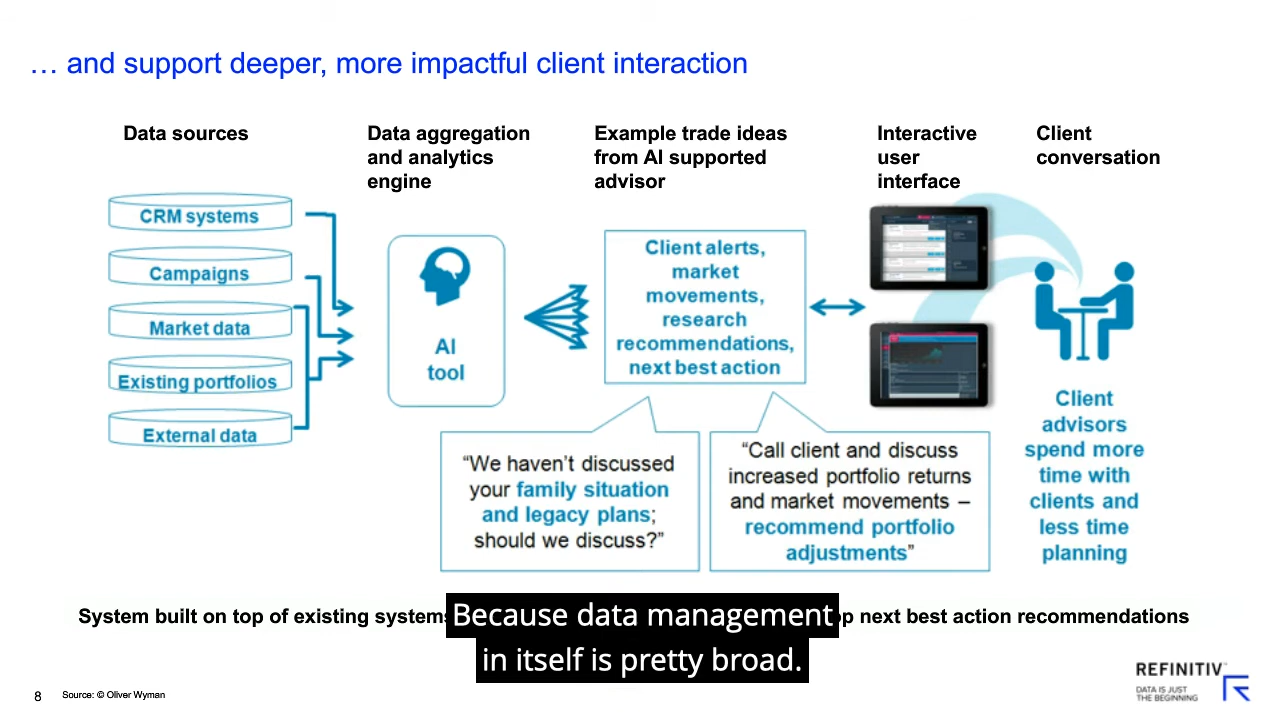 … and support deeper, more impactful client interaction
Data sources
Data aggregation
and analytics
engine
Example trade ideas
from AI supported
advisor
Interactive
user
interface
Client
conversation
CRM systems
Campaigns
Market data
Existing portfolios
External data
AI
tool
Client alerts,
market
movements,
research
recommendations,
next best action
“We haven’t discussed
your family situation
and legacy plans;
should we discuss?”
“Call client and discuss
increased portfolio returns
and market movements –
recommend portfolio
adjustments”
Client
advisors
spend more
time with
clients and
less time
planning
System built on top of existing systems
next best action recommendations
Because data management
in itself is pretty broad.
8
Source: © Oliver Wyman
REFINITIV™
DATA IS JUST
THE BEGINNING